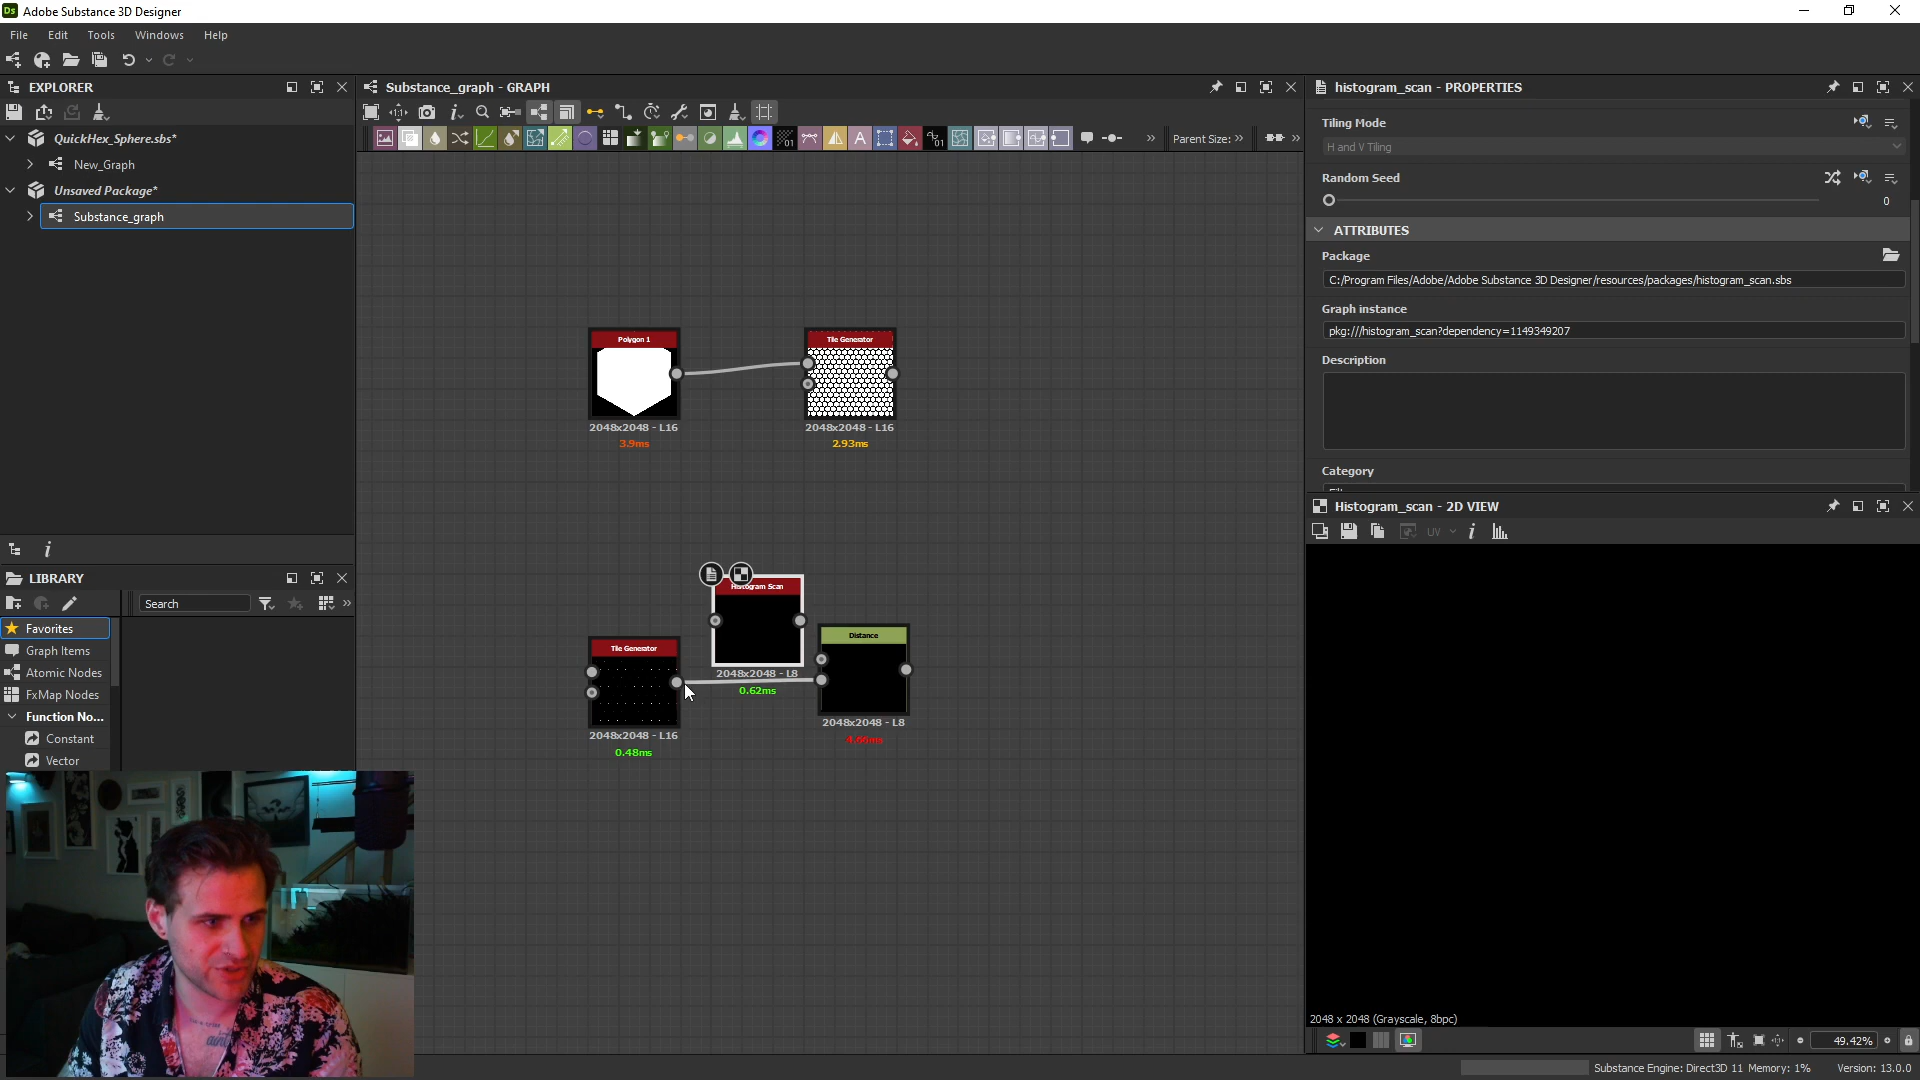 Ds Adobe Substance 3D Designer
File Edit Tools Windows Help
EXPLORER
QuickHex_Sphere.sbs*
New_Graph
Unsaved Package*
Substance_graph
LIBRARY
Search
Favorites
Graph Items
Atomic Nodes
FxMap Nodes
Function No...
Constant
Vector
Substance_graph - GRAPH
Parent Size: »
Polygon 1
2048x2048 - L16
3.9ms
Tile Generator
2048x2048 - L16
2.93ms
Histogram Scan
2048x2048 - L8
0.62ms
Tile Generator
2048x2048 - L16
0.48ms
Distance
2048x2048 - L8
4.66ms
histogram_scan - PROPERTIES
Tiling Mode
H and V Tiling
Random Seed
0
ATTRIBUTES
Package
C:/Program Files/Adobe/Adobe Substance 3D Designer/resources/packages/histogram_scan.sbs
Graph instance
pkg:///histogram_scan?dependency=1149349207
Description
Category
Histogram_scan - 2D VIEW
UV
2048 x 2048 (Grayscale, 8bpc)
49.42%
Substance Engine: Direct3D 11 Memory: 1% Version: 13.0.0